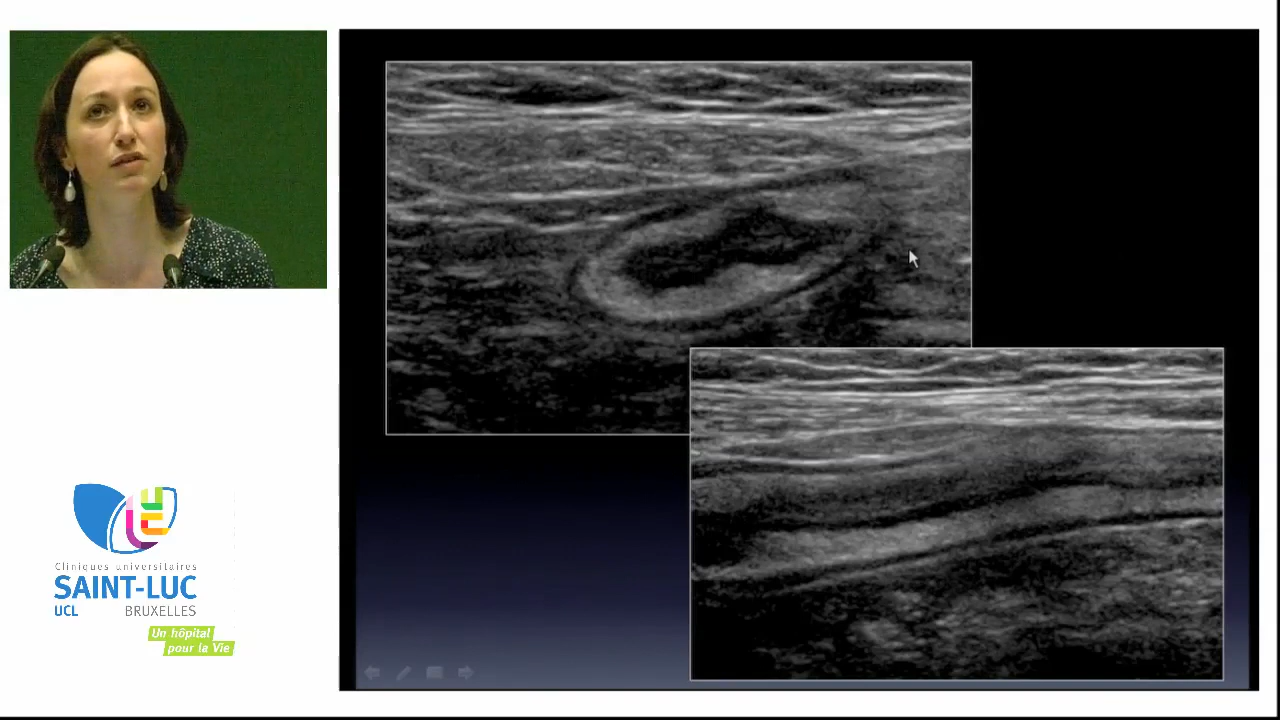 Cliniques universitaires
SAINT-LUC
UCL BRUXELLES
Un hôpital
pour la Vie